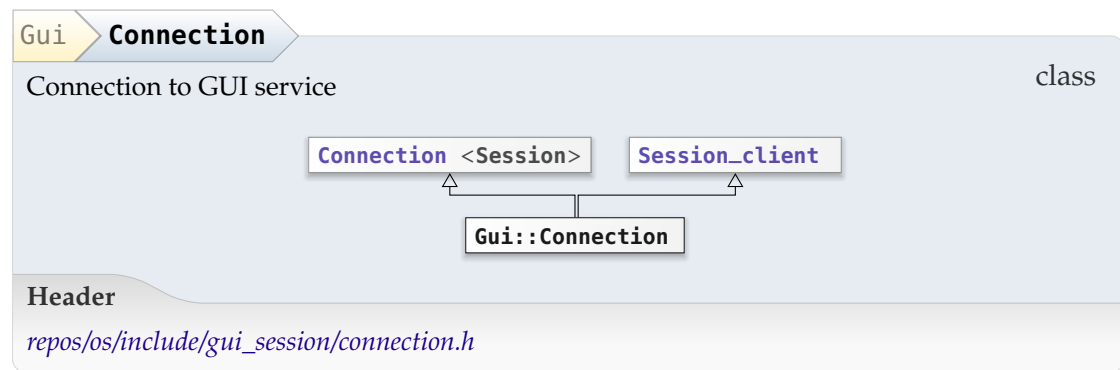 Gui Connection
Connection to GUI service
class
Connection <Session> Session_client
Gui::Connection
Header
repos/os/include/gui_session/connection.h